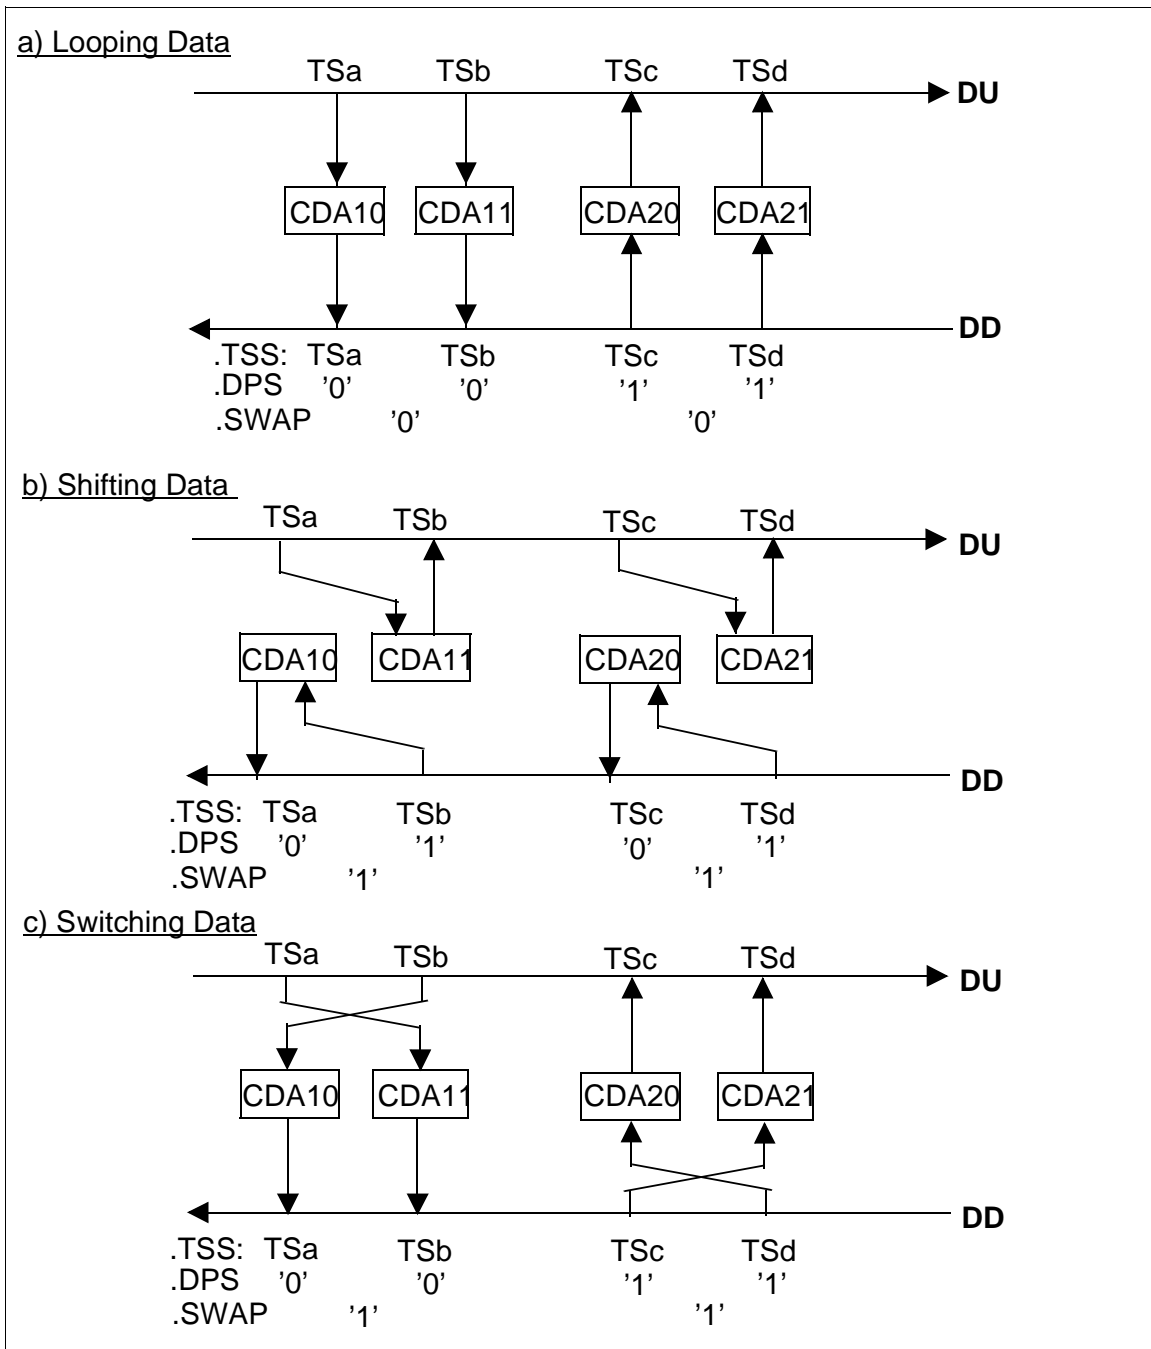 a) Looping Data
TSa TSb TSc TSd
DU
CDA10 CDA11 CDA20 CDA21
DD
.TSS: TSa TSb TSc TSd
.DPS ’0’ ’0’ ’1’ ’1’
.SWAP ’0’ ’0’
b) Shifting Data
TSa TSb TSc TSd
DU
CDA10 CDA11 CDA20 CDA21
DD
.TSS: TSa TSb TSc TSd
.DPS ’0’ ’1’ ’0’ ’1’
.SWAP ’1’ ’1’
c) Switching Data
TSa TSb TSc TSd
DU
CDA10 CDA11 CDA20 CDA21
DD
.TSS: TSa TSb TSc TSd
.DPS ’0’ ’0’ ’1’ ’1’
.SWAP ’1’ ’1’